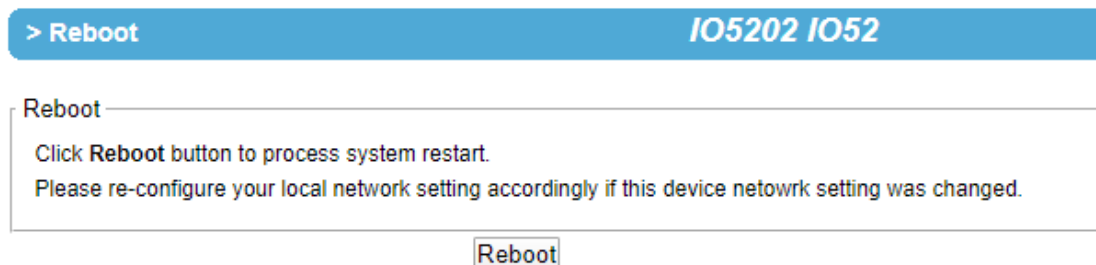 > Reboot IO5202 IO52
Reboot
Click Reboot button to process system restart.
Please re-configure your local network setting accordingly if this device netowrk setting was changed.
Reboot